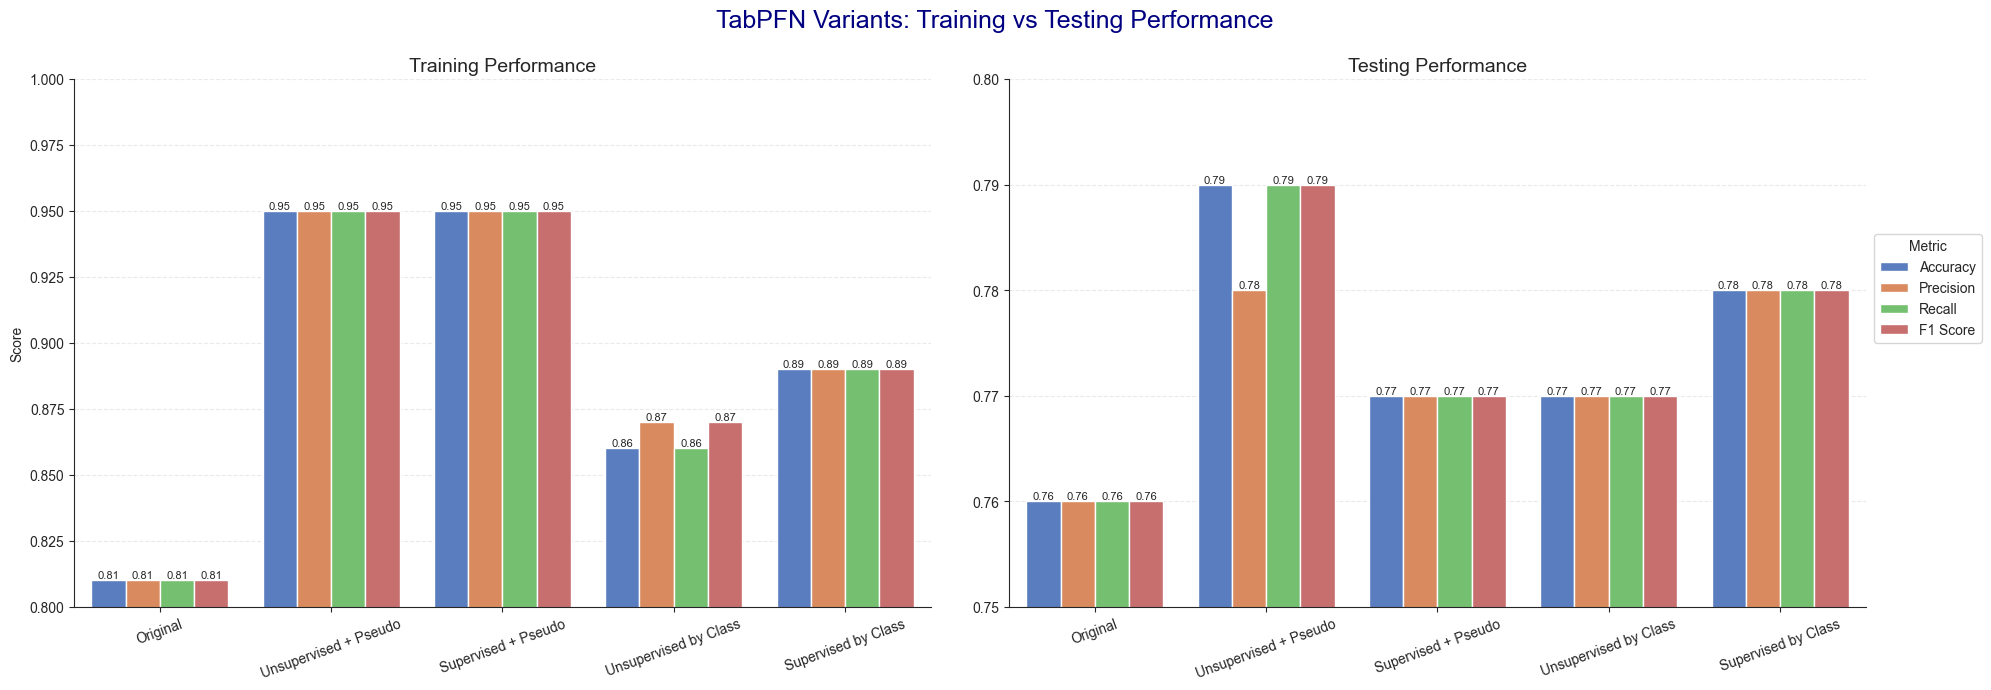 TabPFN Variants: Training vs Testing Performance
Training Performance
Score
1.000
0.975
0.950
0.925
0.900
0.875
0.850
0.825
0.800
0.81 0.81 0.81 0.81
0.95 0.95 0.95 0.95
0.95 0.95 0.95 0.95
0.86 0.87 0.86 0.87
0.89 0.89 0.89 0.89
Original
Unsupervised + Pseudo
Supervised + Pseudo
Unsupervised by Class
Supervised by Class
Testing Performance
0.80
0.79
0.78
0.77
0.76
0.75
0.76 0.76 0.76 0.76
0.79 0.78 0.79 0.79
0.77 0.77 0.77 0.77
0.77 0.77 0.77 0.77
0.78 0.78 0.78 0.78
Original
Unsupervised + Pseudo
Supervised + Pseudo
Unsupervised by Class
Supervised by Class
Metric
Accuracy
Precision
Recall
F1 Score